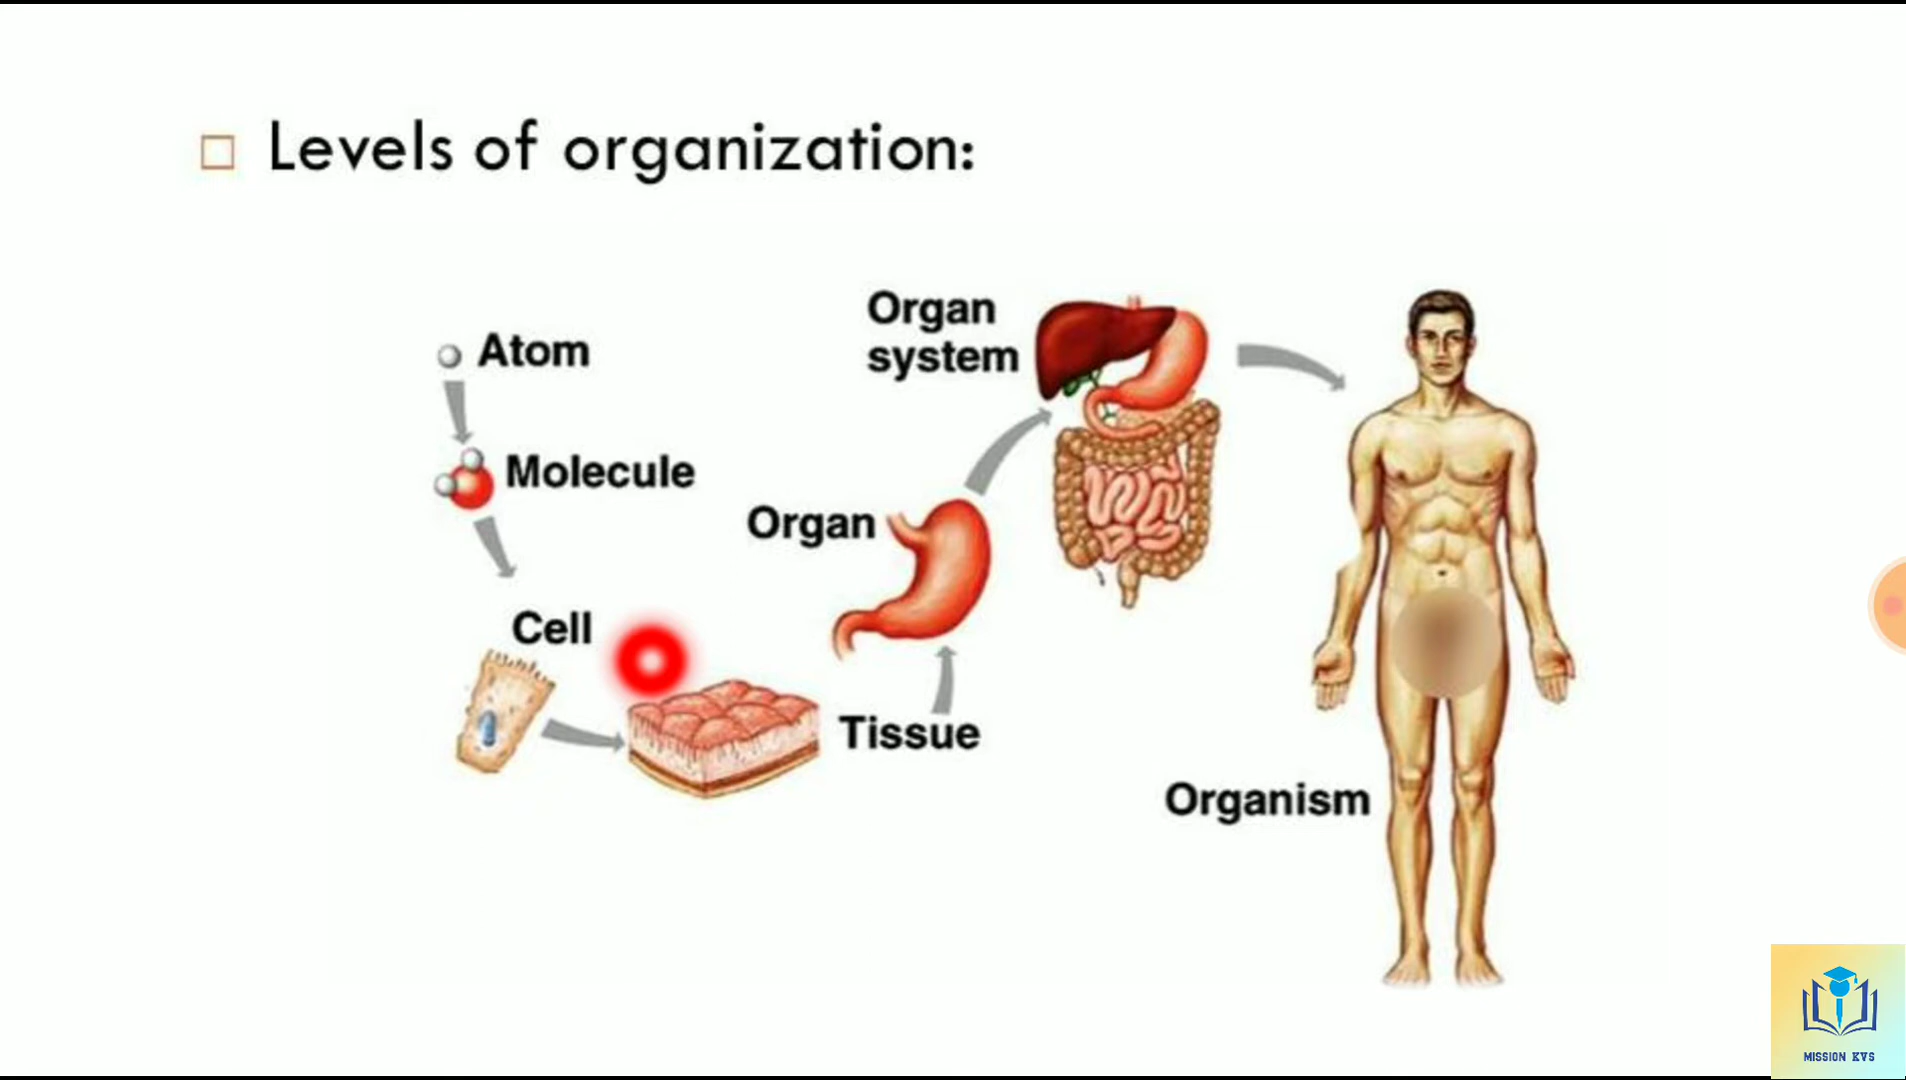 Levels of organization:
Atom
Molecule
Cell
Tissue
Organ
Organ
system
Organism
MISSION KVS